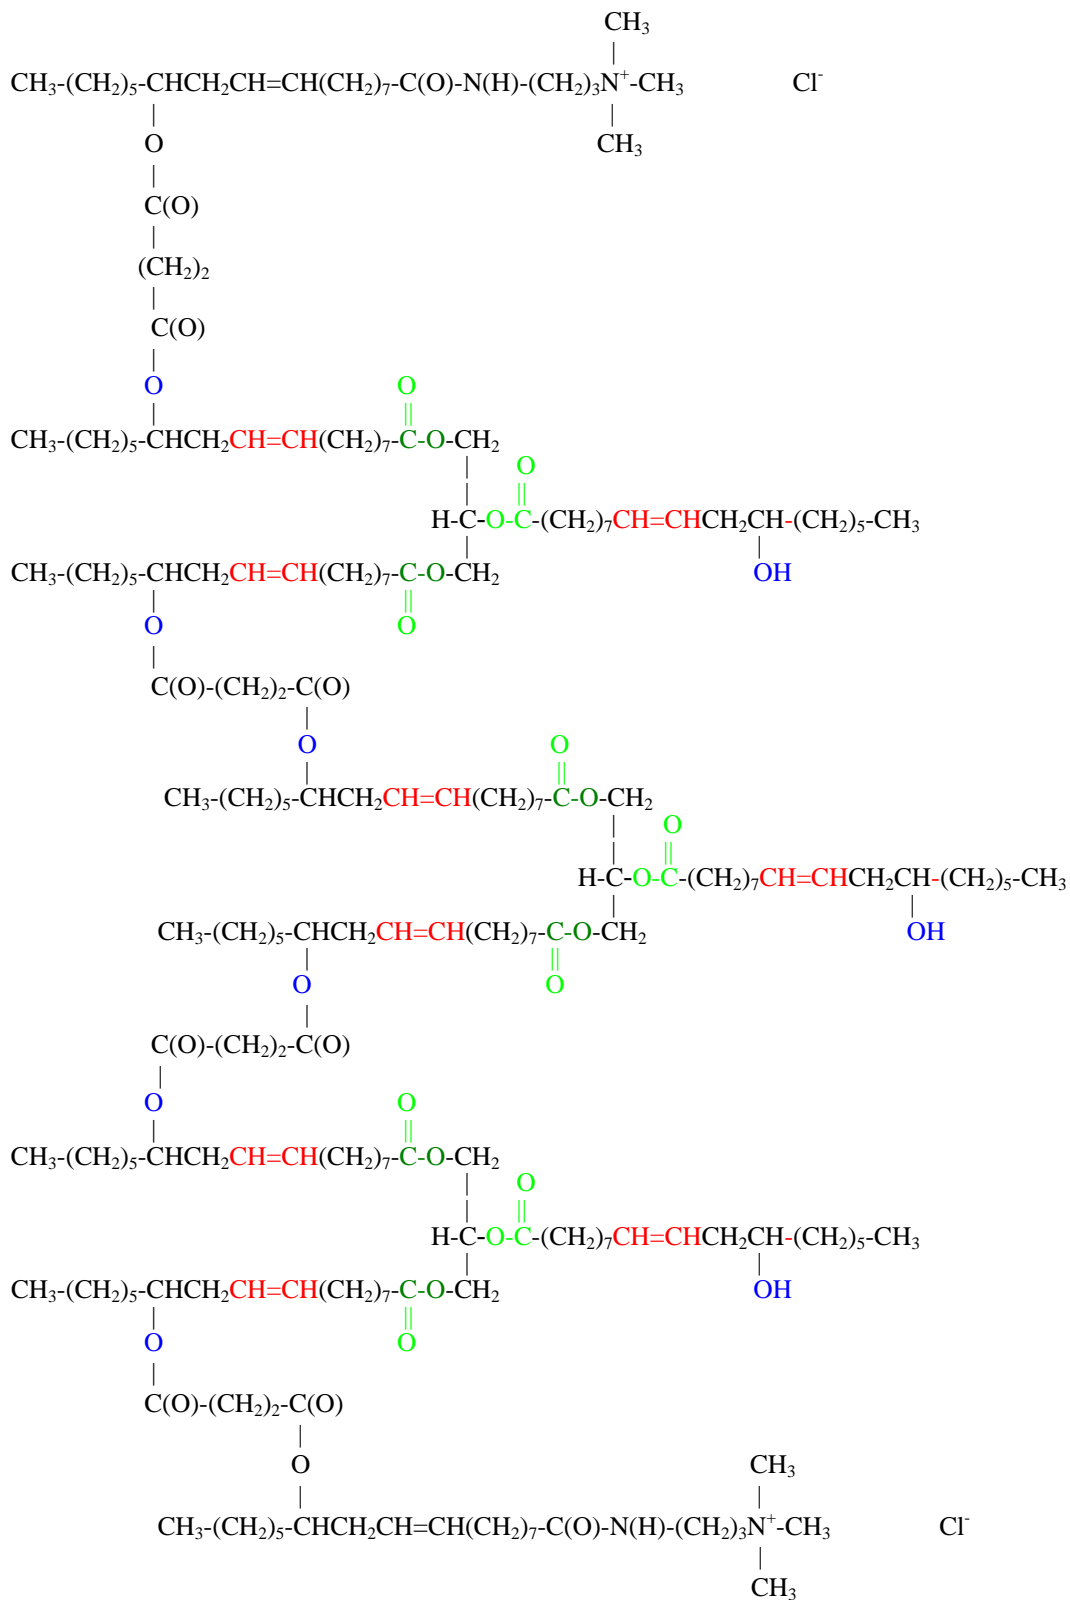 CH₃
|
CH₃-(CH₂)₅-CHCH₂CH=CH(CH₂)₇-C(O)-N(H)-(CH₂)₃N⁺-CH₃ Cl⁻
| |
O CH₃
|
C(O)
|
(CH₂)₂
|
C(O)
|
O O
| ||
CH₃-(CH₂)₅-CHCH₂CH=CH(CH₂)₇-C-O-CH₂
| O
| ||
H-C-O-C-(CH₂)₇CH=CHCH₂CH-(CH₂)₅-CH₃
| |
CH₃-(CH₂)₅-CHCH₂CH=CH(CH₂)₇-C-O-CH₂ OH
| ||
O O
|
C(O)-(CH₂)₂-C(O)
|
O O
| ||
CH₃-(CH₂)₅-CHCH₂CH=CH(CH₂)₇-C-O-CH₂
| O
| ||
H-C-O-C-(CH₂)₇CH=CHCH₂CH-(CH₂)₅-CH₃
| |
CH₃-(CH₂)₅-CHCH₂CH=CH(CH₂)₇-C-O-CH₂ OH
| ||
O O
|
C(O)-(CH₂)₂-C(O)
|
O O
| ||
CH₃-(CH₂)₅-CHCH₂CH=CH(CH₂)₇-C-O-CH₂
| O
| ||
H-C-O-C-(CH₂)₇CH=CHCH₂CH-(CH₂)₅-CH₃
| |
CH₃-(CH₂)₅-CHCH₂CH=CH(CH₂)₇-C-O-CH₂ OH
| ||
O O
|
C(O)-(CH₂)₂-C(O)
|
O CH₃
| |
CH₃-(CH₂)₅-CHCH₂CH=CH(CH₂)₇-C(O)-N(H)-(CH₂)₃N⁺-CH₃ Cl⁻
|
CH₃